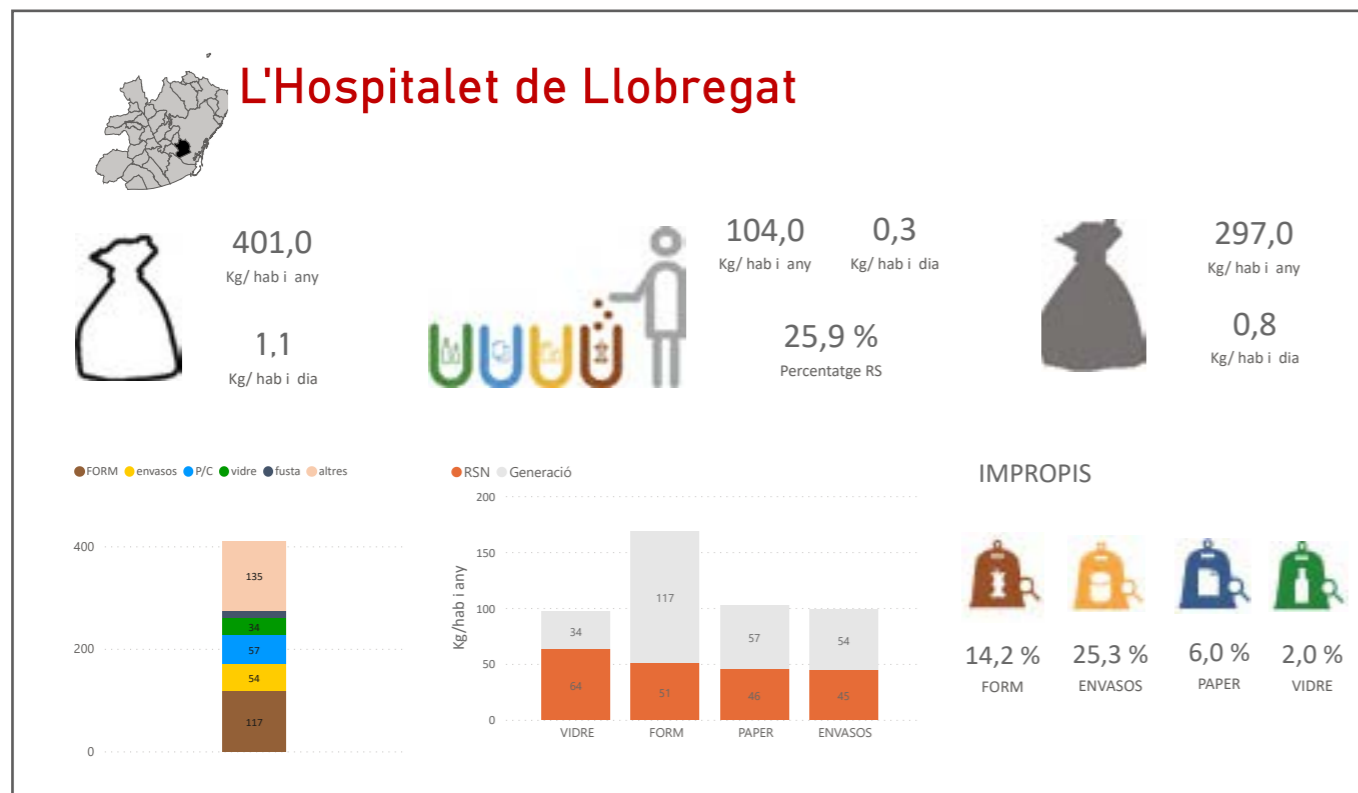 L'Hospitalet de Llobregat
401,0
Kg/ hab i any
1,1
Kg/ hab i dia
104,0
Kg/ hab i any
0,3
Kg/ hab i dia
25,9 %
Percentatge RS
297,0
Kg/ hab i any
0,8
Kg/ hab i dia
FORM envasos P/C vidre fusta altres
400
200
0
135
34
57
54
117
RSN Generació
Kg/hab i any
200
150
100
50
0
34
64
117
51
57
46
54
45
VIDRE FORM PAPER ENVASOS
IMPROPIS
14,2 %
FORM
25,3 %
ENVASOS
6,0 %
PAPER
2,0 %
VIDRE